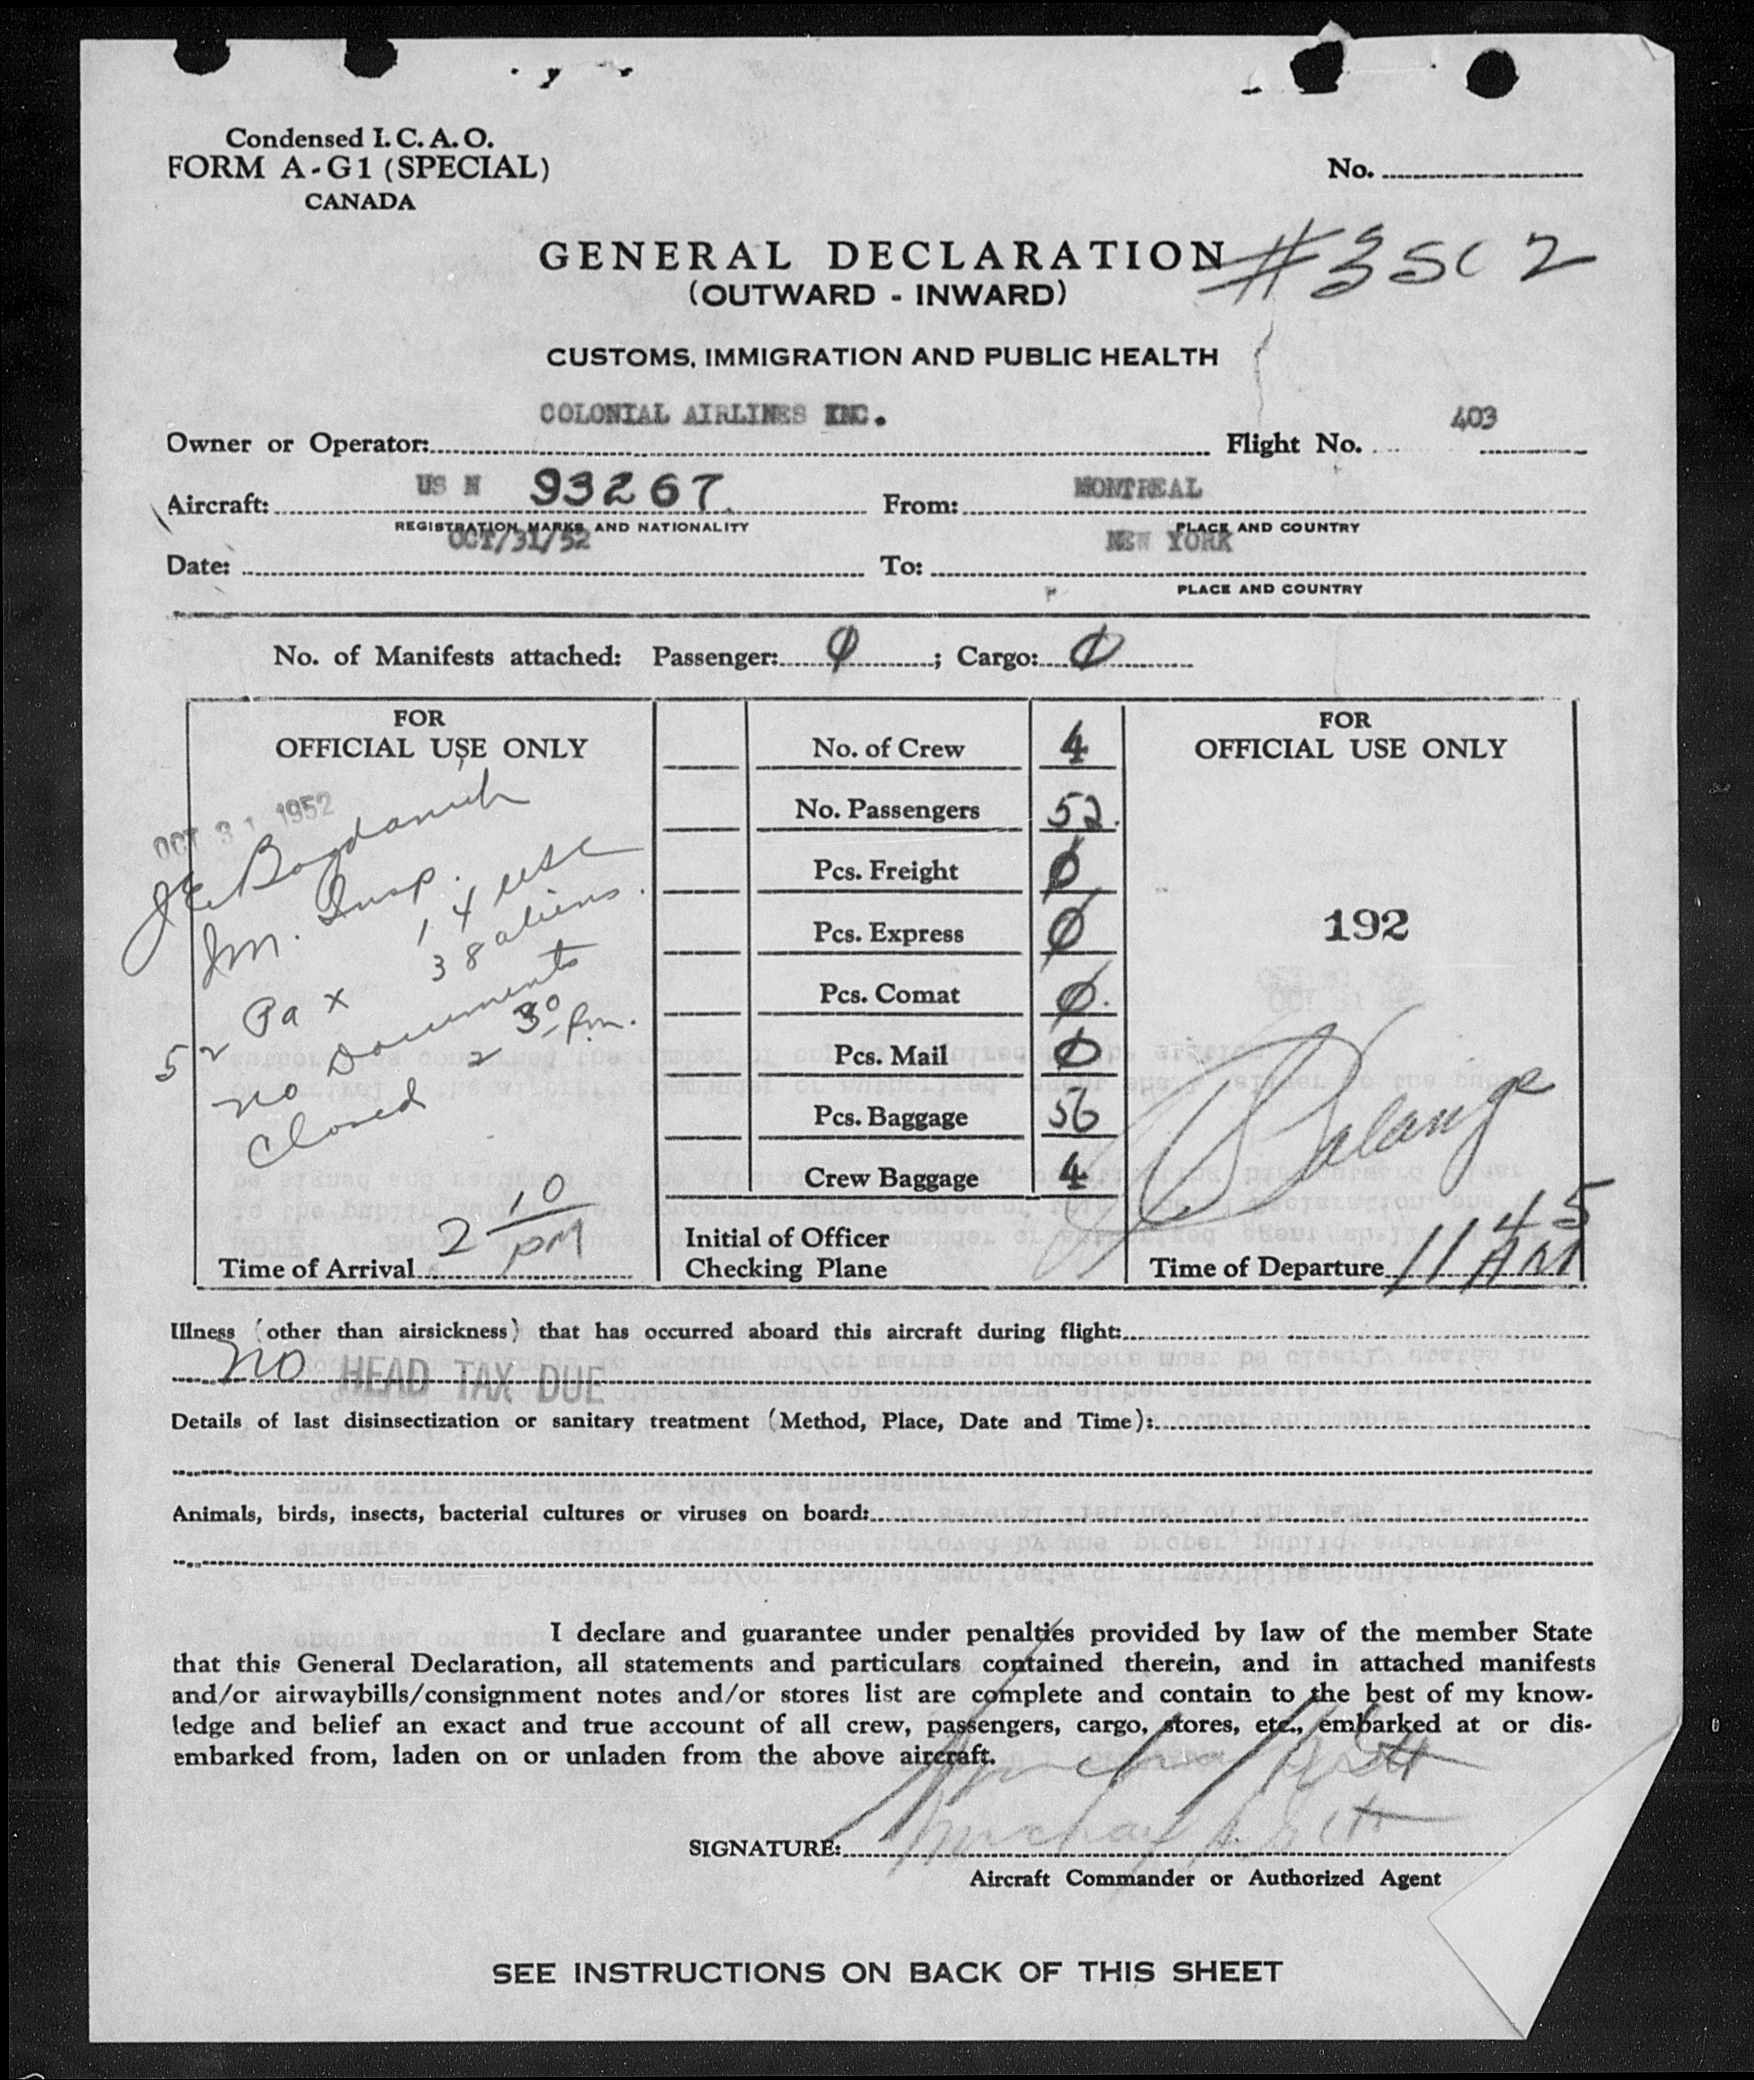 Condensed I.C.A.O.
FORM A-G1 (SPECIAL)
CANADA
No.
GENERAL DECLARATION
(OUTWARD - INWARD)
CUSTOMS, IMMIGRATION AND PUBLIC HEALTH
COLONIAL AIRLINES INC.
403
Owner or Operator: Flight No.
US N 93267 MONTREAL
Aircraft: From:
REGISTRATION MARKS AND NATIONALITY PLACE AND COUNTRY
OCT/31/52 NEW YORK
Date: To:
PLACE AND COUNTRY
No. of Manifests attached: Passenger: 0; Cargo: 0
FOR
OFFICIAL USE ONLY
OCT 31 1952
Im. Insp.
14 USC
38 aliens.
52 Pax
no Documents
Closed 2 30 pm.
2 10 PM
Time of Arrival
No. of Crew 4
No. Passengers 52
Pcs. Freight 0
Pcs. Express 0
Pcs. Comat 0
Pcs. Mail 0
Pcs. Baggage 56
Crew Baggage 4
Initial of Officer
Checking Plane
FOR
OFFICIAL USE ONLY
192
Time of Departure 11 45 AM
Illness (other than airsickness) that has occurred aboard this aircraft during flight:
no HEAD TAX DUE
Details of last disinsectization or sanitary treatment (Method, Place, Date and Time):
Animals, birds, insects, bacterial cultures or viruses on board:
I declare and guarantee under penalties provided by law of the member State
that this General Declaration, all statements and particulars contained therein, and in attached manifests
and/or airwaybills/consignment notes and/or stores list are complete and contain to the best of my know-
ledge and belief an exact and true account of all crew, passengers, cargo, stores, etc., embarked at or dis-
embarked from, laden on or unladen from the above aircraft.
SIGNATURE:
Aircraft Commander or Authorized Agent
SEE INSTRUCTIONS ON BACK OF THIS SHEET